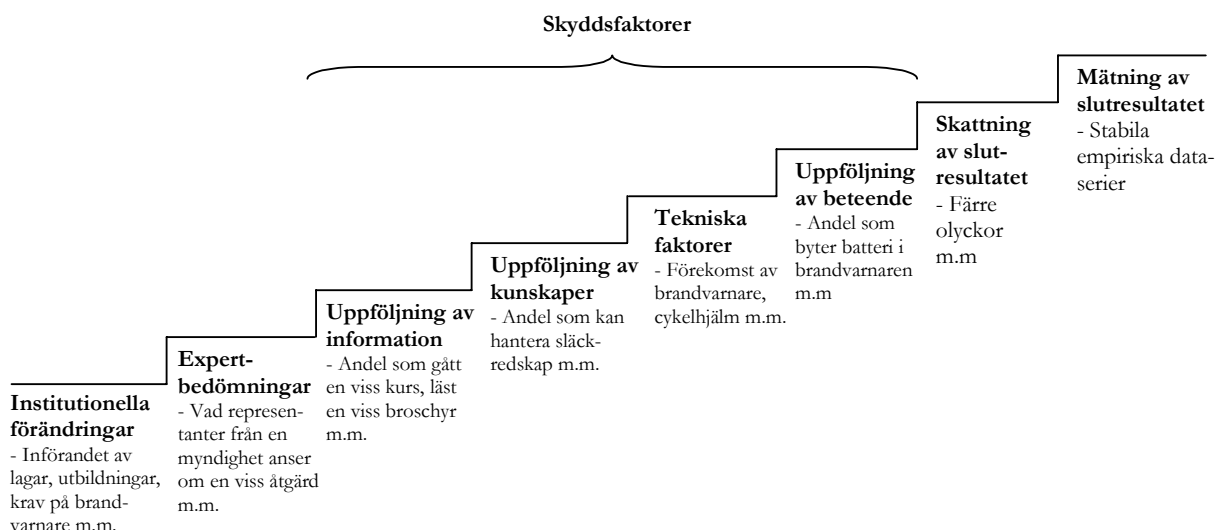 Skyddsfaktorer
Institutionella
förändringar
- Införandet av
lagar, utbildningar,
krav på brand-
varnare m.m.
Expert-
bedömningar
- Vad represen-
tanter från en
myndighet anser
om en viss åtgärd
m.m.
Uppföljning av
information
- Andel som gått
en viss kurs, läst
en viss broschyr
m.m.
Uppföljning av
kunskaper
- Andel som kan
hantera släck-
redskap m.m.
Tekniska
faktorer
- Förekomst av
brandvarnare,
cykelhjälm m.m.
Uppföljning
av beteende
- Andel som
byter batteri i
brandvarnaren
m.m
Skattning
av slut-
resultatet
- Färre
olyckor
m.m
Mätning av
slutresultatet
- Stabila
empiriska data-
serier